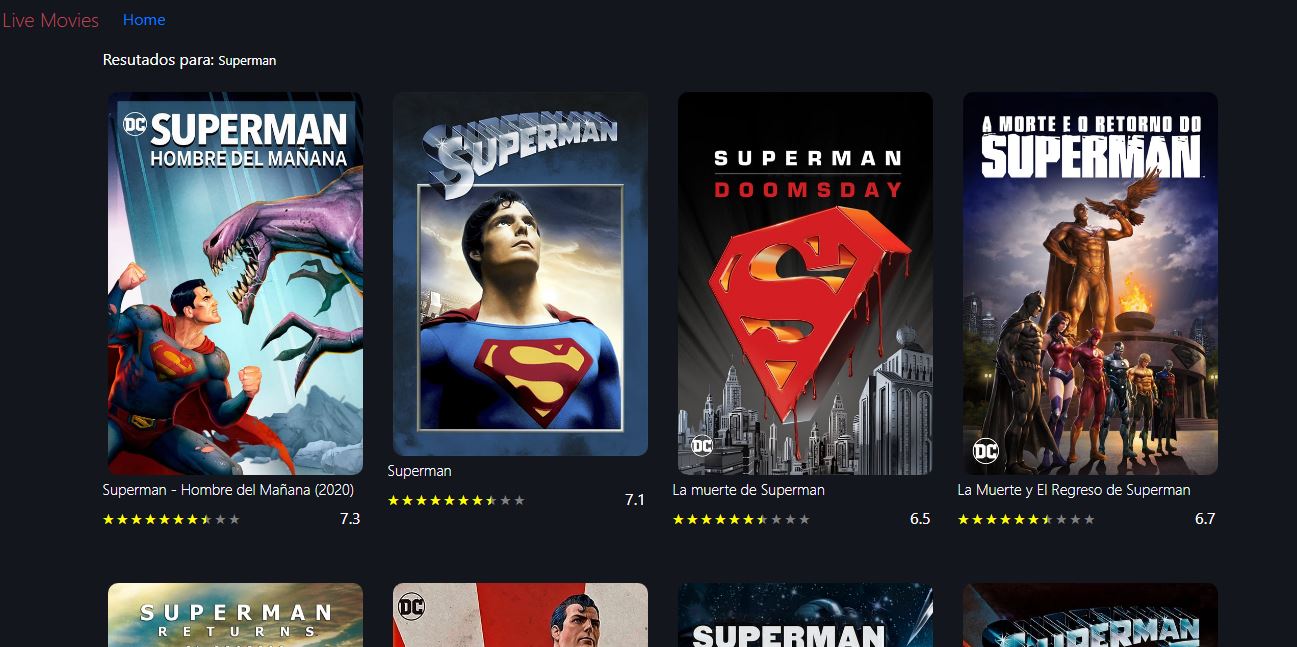 Live Movies Home
Resutados para: Superman
DC SUPERMAN
HOMBRE DEL MAÑANA
SUPERMAN
SUPERMAN
DOOMSDAY
DC
A MORTE E O RETORNO DO
SUPERMAN
DC
Superman - Hombre del Mañana (2020)
7.3
Superman
7.1
La muerte de Superman
6.5
La Muerte y El Regreso de Superman
6.7
SUPERMAN
RETURNS
DC
SUPERMAN
SUPERMAN